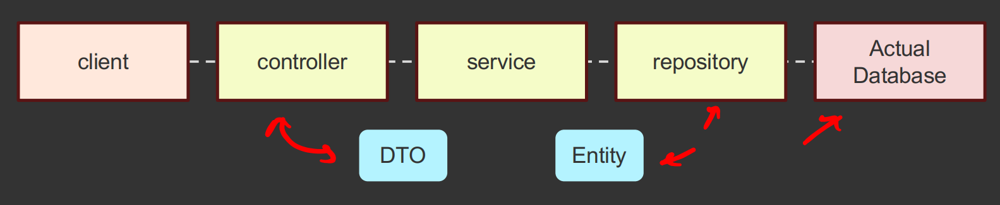 client
controller
service
repository
Actual
Database
DTO
Entity